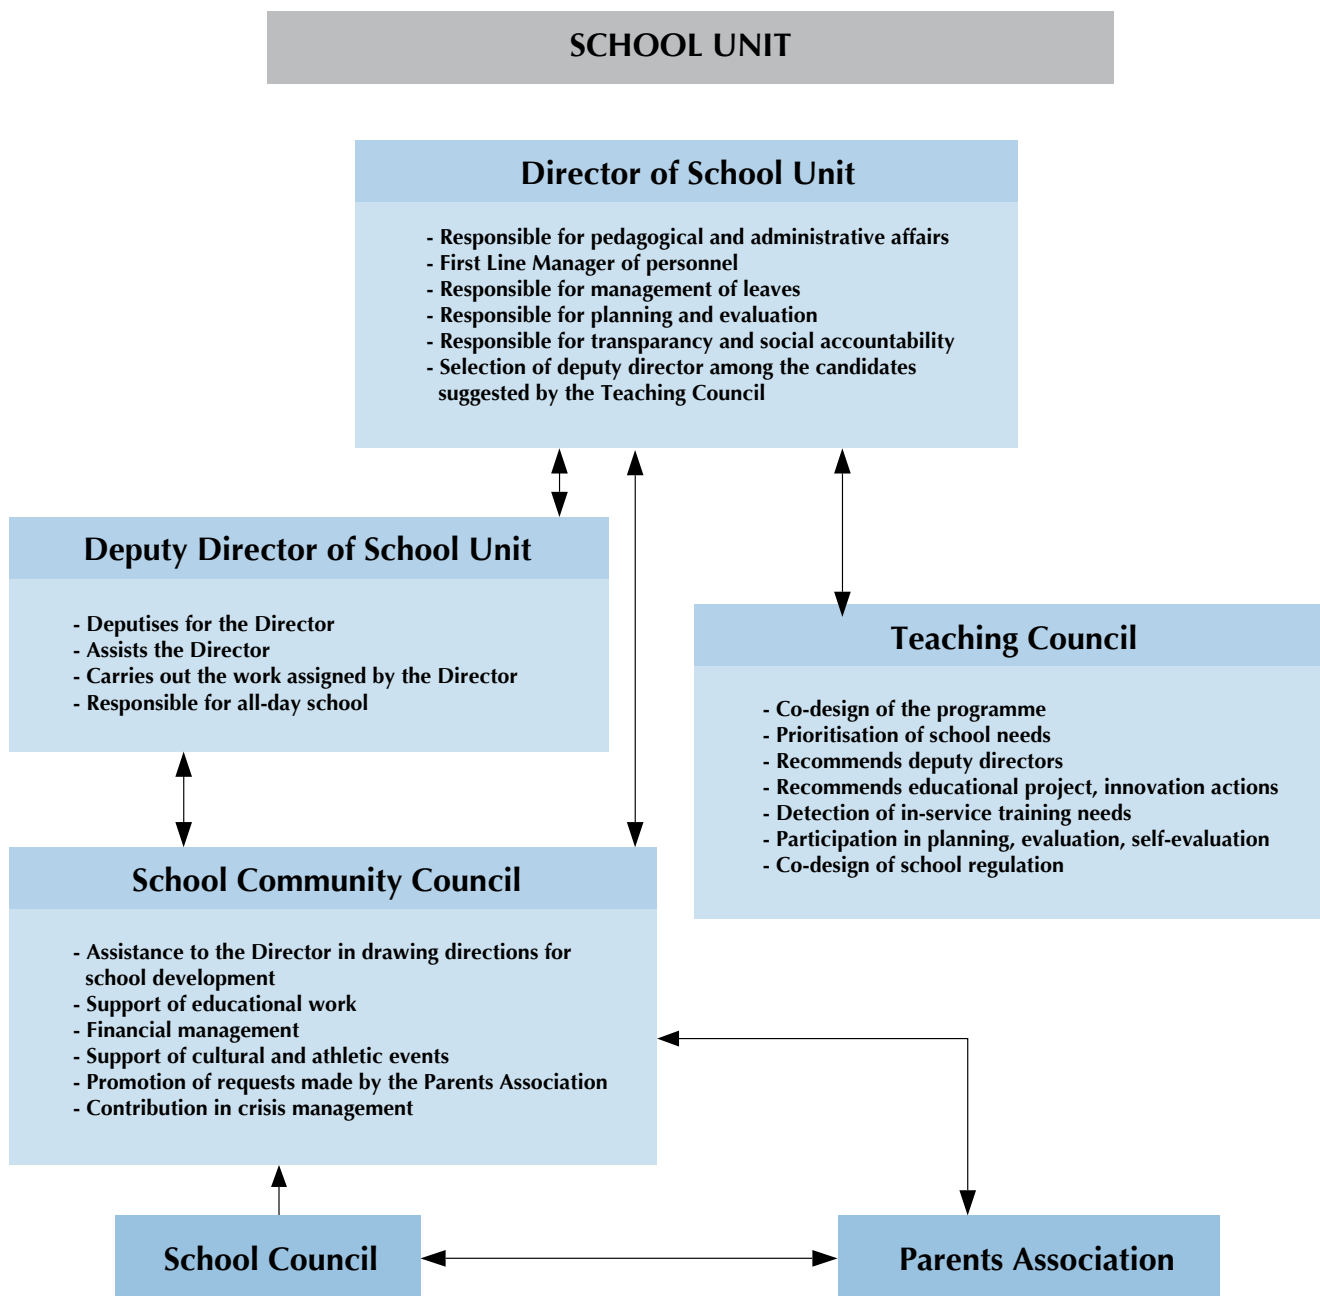 SCHOOL UNIT
Director of School Unit
- Responsible for pedagogical and administrative affairs
- First Line Manager of personnel
- Responsible for management of leaves
- Responsible for planning and evaluation
- Responsible for transparancy and social accountability
- Selection of deputy director among the candidates
suggested by the Teaching Council
Deputy Director of School Unit
- Deputises for the Director
- Assists the Director
- Carries out the work assigned by the Director
- Responsible for all-day school
Teaching Council
- Co-design of the programme
- Prioritisation of school needs
- Recommends deputy directors
- Recommends educational project, innovation actions
- Detection of in-service training needs
- Participation in planning, evaluation, self-evaluation
- Co-design of school regulation
School Community Council
- Assistance to the Director in drawing directions for
school development
- Support of educational work
- Financial management
- Support of cultural and athletic events
- Promotion of requests made by the Parents Association
- Contribution in crisis management
School Council
Parents Association